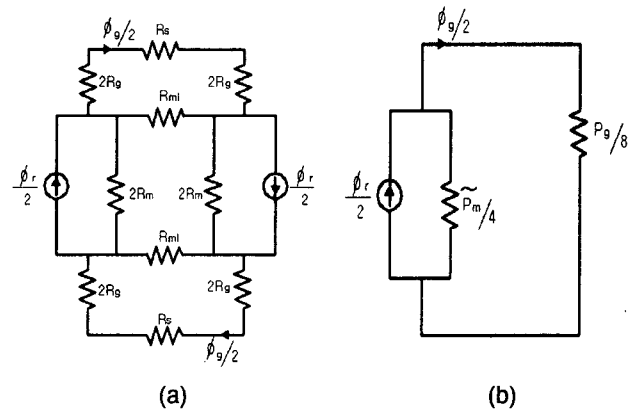 ϕg/2 Rs
2Rg 2Rg
Rml
ϕr/2 2Rm 2Rm ϕr/2
Rml
2Rg 2Rg
Rs
ϕg/2
(a)
ϕg/2
Pg/8
ϕr/2 P̃m/4
(b)